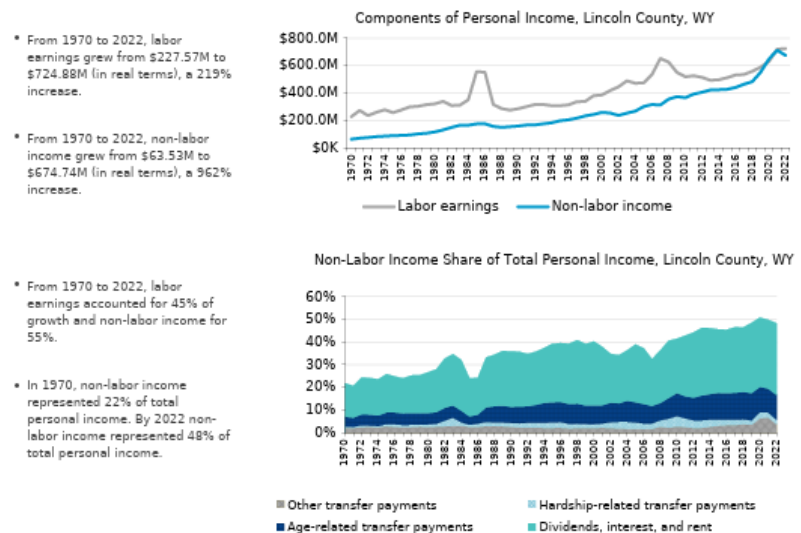 Components of Personal Income, Lincoln County, WY
• From 1970 to 2022, labor
earnings grew from $227.57M to
$724.88M (in real terms), a 219%
increase.
• From 1970 to 2022, non-labor
income grew from $63.53M to
$674.74M (in real terms), a 962%
increase.
$800.0M
$600.0M
$400.0M
$200.0M
$0K
1970 1972 1974 1976 1978 1980 1982 1984 1986 1988 1990 1992 1994 1996 1998 2000 2002 2004 2006 2008 2010 2012 2014 2016 2018 2020 2022
Labor earnings Non-labor income
Non-Labor Income Share of Total Personal Income, Lincoln County, WY
• From 1970 to 2022, labor
earnings accounted for 45% of
growth and non-labor income for
55%.
• In 1970, non-labor income
represented 22% of total
personal income. By 2022 non-
labor income represented 48% of
total personal income.
60%
50%
40%
30%
20%
10%
0%
1970 1972 1974 1976 1978 1980 1982 1984 1986 1988 1990 1992 1994 1996 1998 2000 2002 2004 2006 2008 2010 2012 2014 2016 2018 2020 2022
Other transfer payments Hardship-related transfer payments
Age-related transfer payments Dividends, interest, and rent